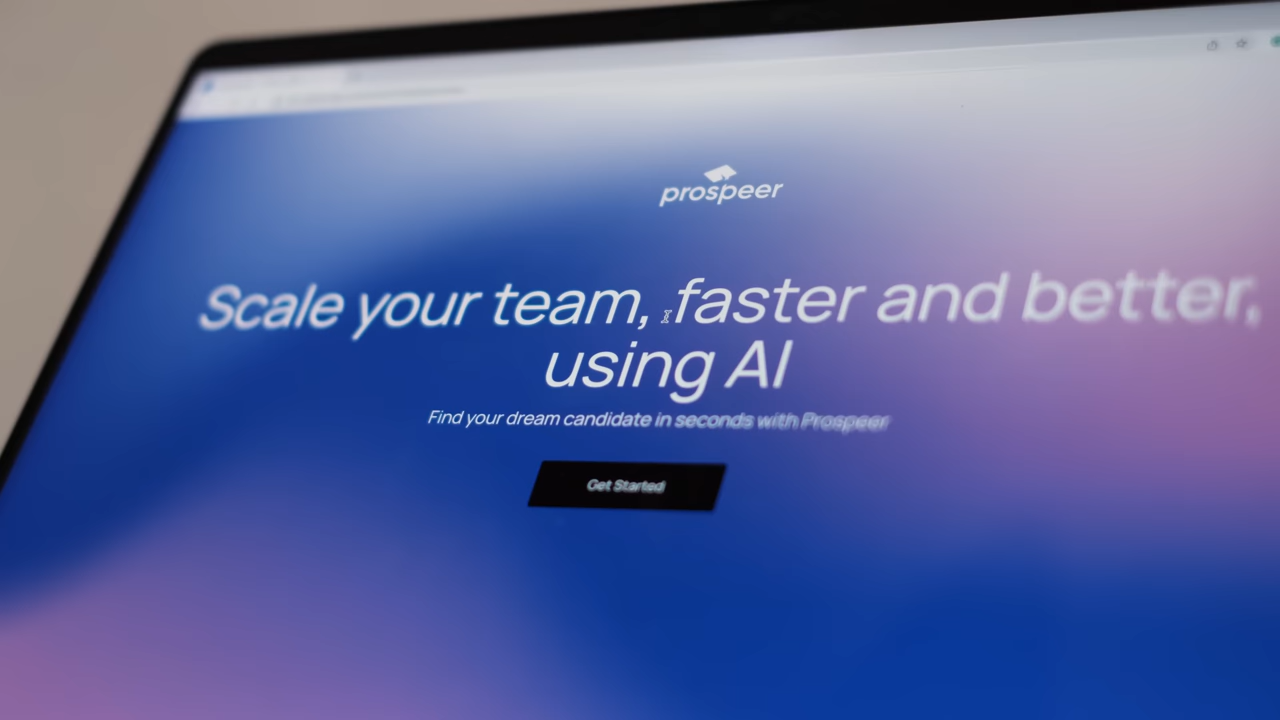 prospeer
Scale your team, faster and better,
using AI
Find your dream candidate in seconds with Prospeer
Get Started